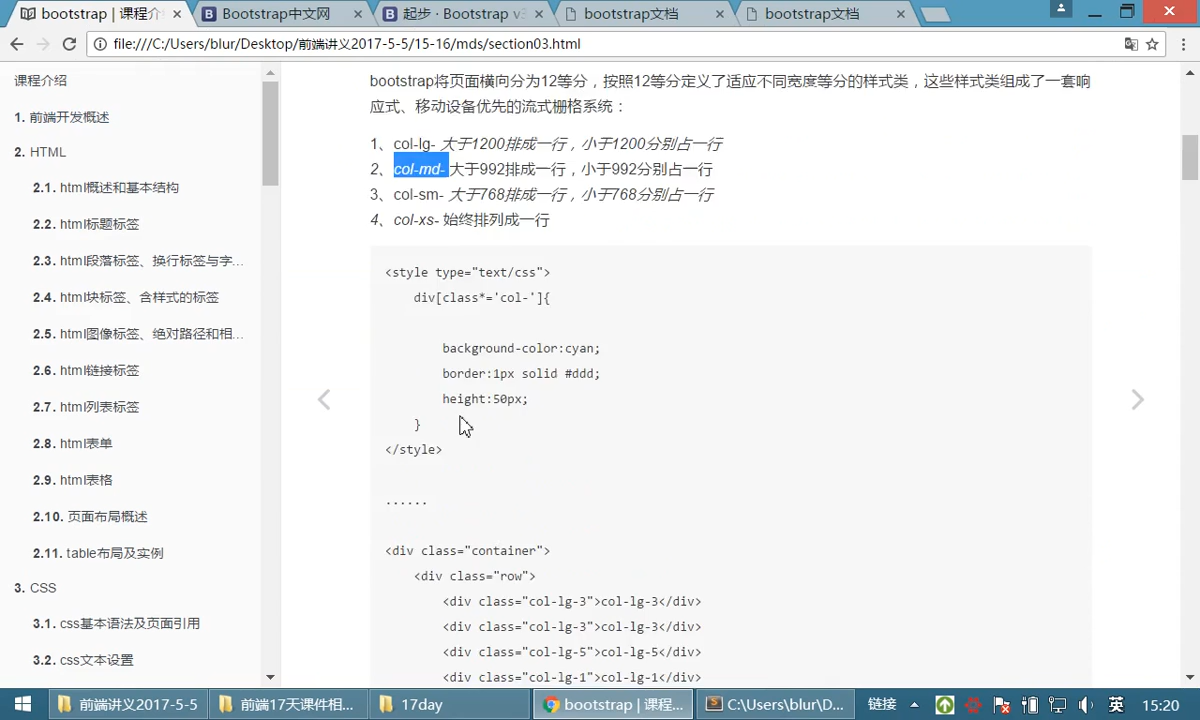 bootstrap | 课程介
Bootstrap中文网
起步 · Bootstrap v3
bootstrap文档
bootstrap文档
file:///C:/Users/blur/Desktop/前端讲义2017-5-5/15-16/mds/section03.html
课程介绍
1. 前端开发概述
2. HTML
2.1. html概述和基本结构
2.2. html标题标签
2.3. html段落标签、换行标签与字...
2.4. html块标签、含样式的标签
2.5. html图像标签、绝对路径和相...
2.6. html链接标签
2.7. html列表标签
2.8. html表单
2.9. html表格
2.10. 页面布局概述
2.11. table布局及实例
3. CSS
3.1. css基本语法及页面引用
3.2. css文本设置
bootstrap将页面横向分为12等分，按照12等分定义了适应不同宽度等分的样式类，这些样式类组成了一套响
应式、移动设备优先的流式栅格系统：
1、col-lg- 大于1200排成一行，小于1200分别占一行
2、col-md- 大于992排成一行，小于992分别占一行
3、col-sm- 大于768排成一行，小于768分别占一行
4、col-xs- 始终排列成一行
<style type="text/css">
div[class*='col-']{
background-color:cyan;
border:1px solid #ddd;
height:50px;
}
</style>
......
<div class="container">
<div class="row">
<div class="col-lg-3">col-lg-3</div>
<div class="col-lg-3">col-lg-3</div>
<div class="col-lg-5">col-lg-5</div>
<div class="col-lg-1">col-lg-1</div>
前端讲义2017-5-5
前端17天课件相...
17day
bootstrap | 课程...
C:\Users\blur\D...
链接
英
15:20